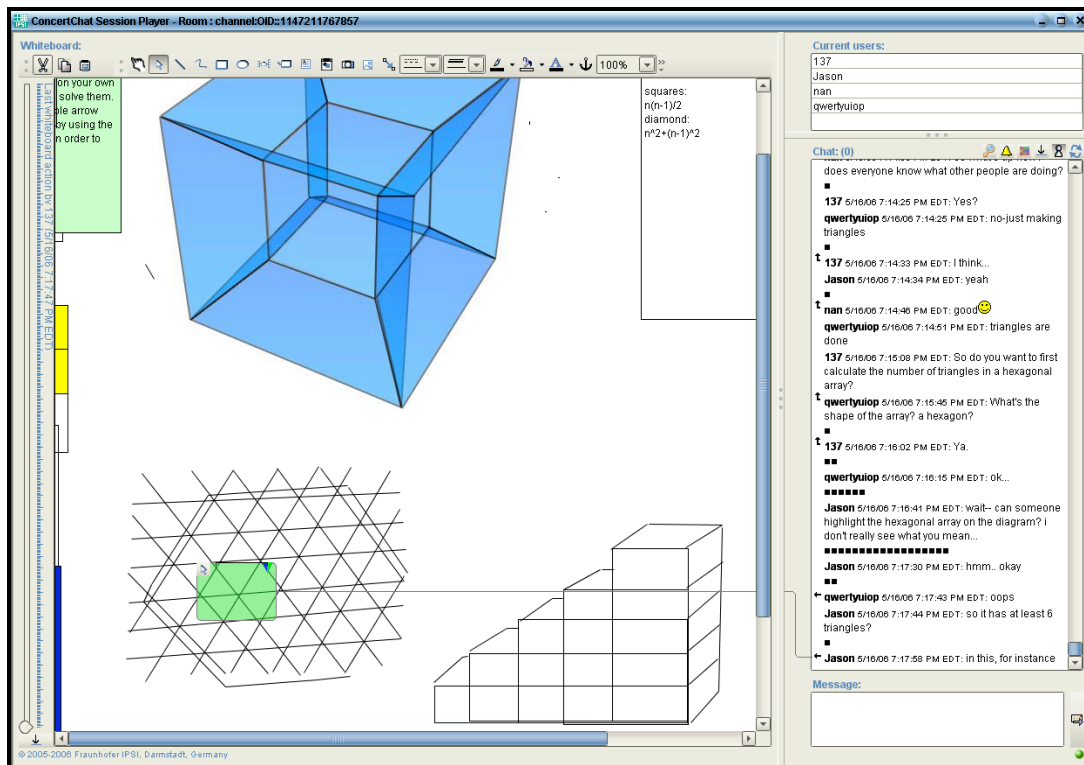 ConcertChat Session Player - Room : channel:OID::1147211767857
Whiteboard:
100%
on your own
solve them.
ple arrow
by using the
n order to
Last whiteboard action by 137 (5/16/06 7:17:47 PM EDT)
squares:
n(n-1)/2
diamond:
n^2+(n-1)^2
© 2005-2006 Fraunhofer IPSI, Darmstadt, Germany
Current users:
137
Jason
nan
qwertyuiop
Chat: (0)
does everyone know what other people are doing?
137 5/16/06 7:14:25 PM EDT: Yes?
qwertyuiop 5/16/06 7:14:25 PM EDT: no-just making
triangles
137 5/16/06 7:14:33 PM EDT: I think...
Jason 5/16/06 7:14:34 PM EDT: yeah
nan 5/16/06 7:14:46 PM EDT: good
qwertyuiop 5/16/06 7:14:51 PM EDT: triangles are
done
137 5/16/06 7:15:08 PM EDT: So do you want to first
calculate the number of triangles in a hexagonal
array?
qwertyuiop 5/16/06 7:15:45 PM EDT: What's the
shape of the array? a hexagon?
137 5/16/06 7:16:02 PM EDT: Ya.
qwertyuiop 5/16/06 7:16:15 PM EDT: ok...
Jason 5/16/06 7:16:41 PM EDT: wait-- can someone
highlight the hexagonal array on the diagram? i
don't really see what you mean...
Jason 5/16/06 7:17:30 PM EDT: hmm.. okay
qwertyuiop 5/16/06 7:17:43 PM EDT: oops
Jason 5/16/06 7:17:44 PM EDT: so it has at least 6
triangles?
Jason 5/16/06 7:17:58 PM EDT: in this, for instance
Message: